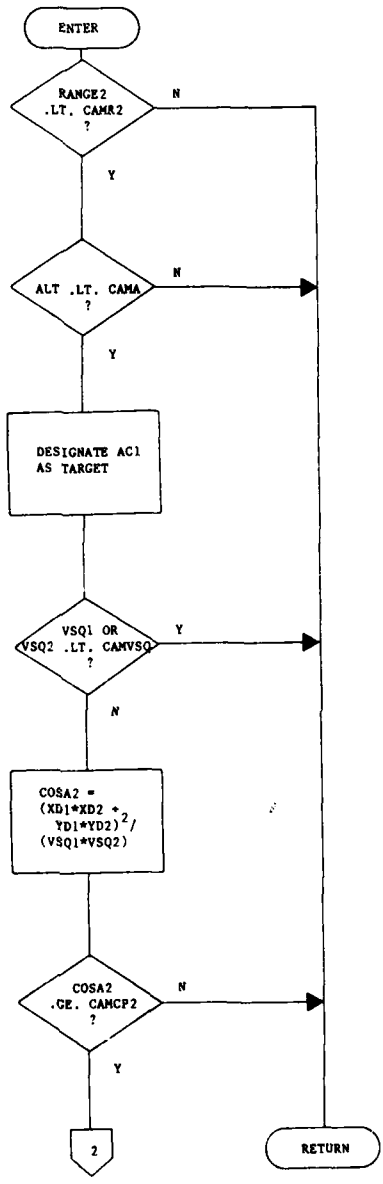 ENTER
RANGE2
.LT. CAMR2
?
N
Y
ALT .LT. CAMA
?
N
Y
DESIGNATE AC1
AS TARGET
VSQ1 OR
VSQ2 .LT. CAMVSQ
?
Y
N
COSA2 =
(XD1*XD2 +
YD1*YD2)²/
(VSQ1*VSQ2)
COSA2
.GE. CAMCP2
?
N
Y
2
RETURN